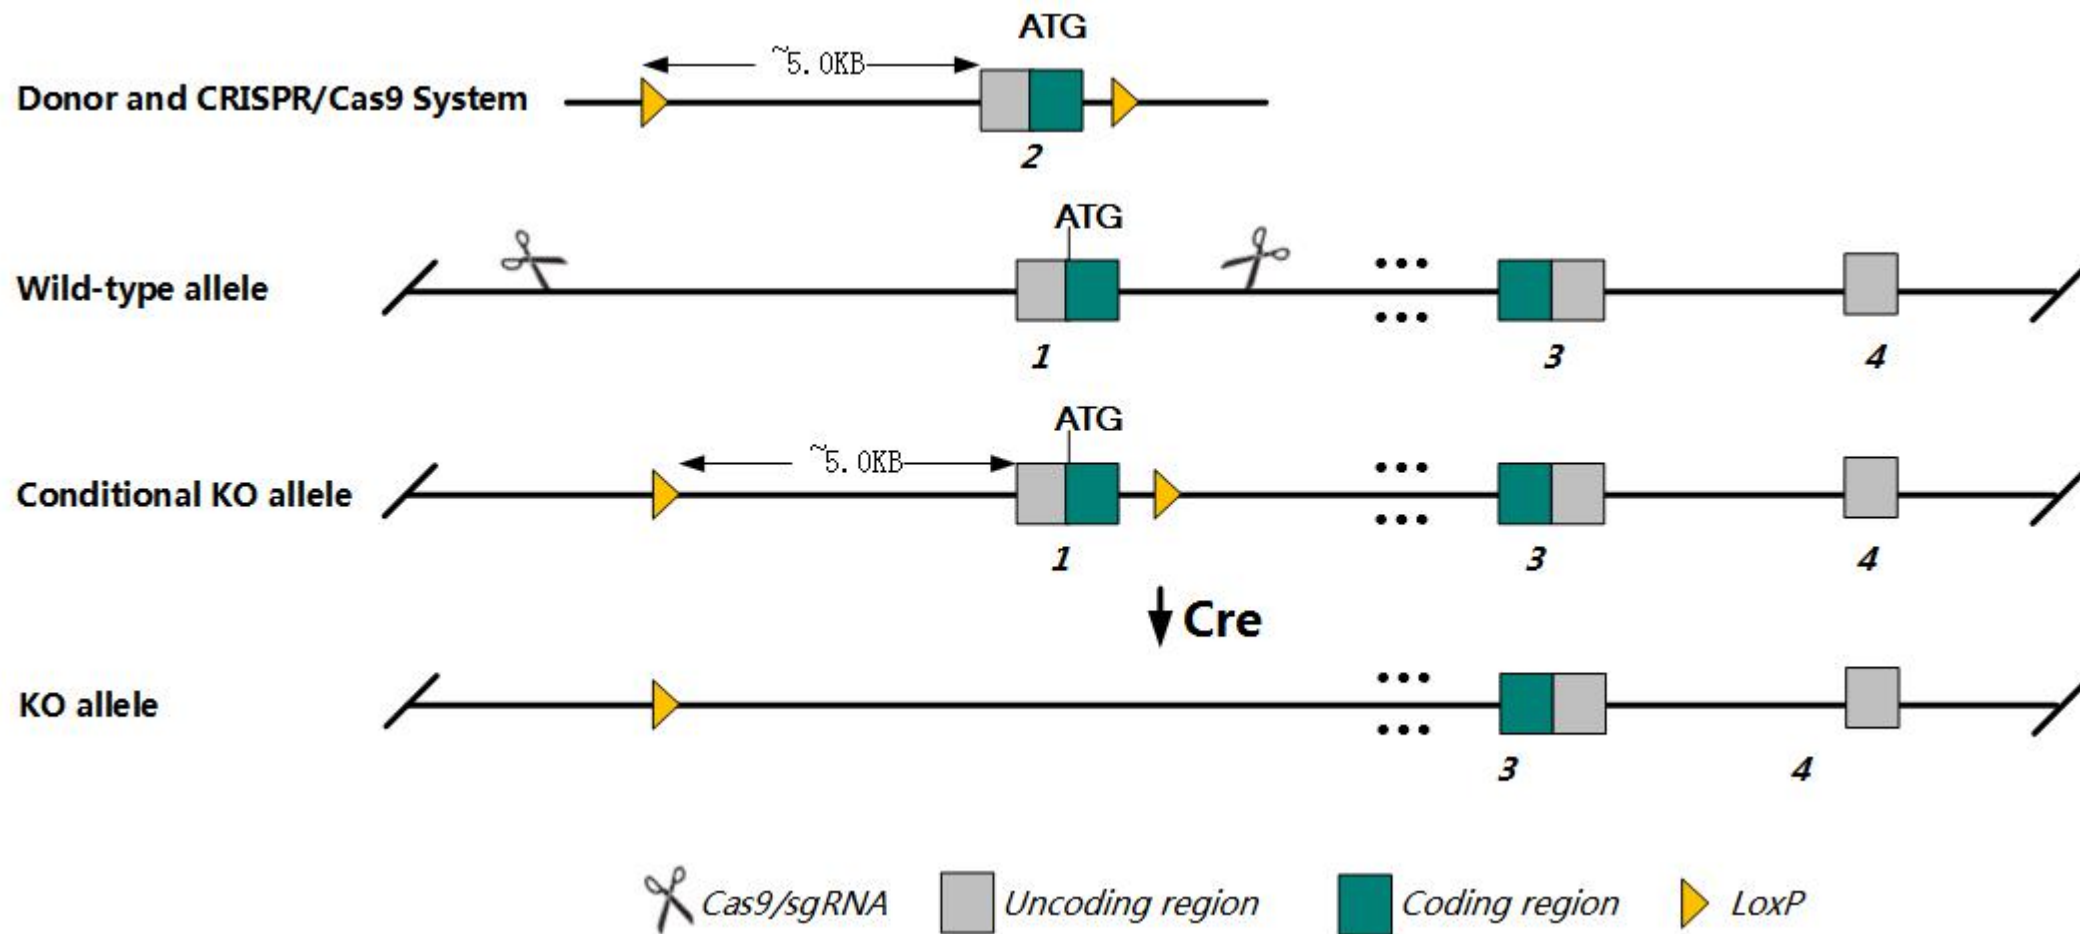 ATG
~5.0KB
Donor and CRISPR/Cas9 System
2
ATG
Wild-type allele
1 3 4
ATG
~5.0KB
Conditional KO allele
1 3 4
Cre
KO allele
3 4
Cas9/sgRNA Uncoding region Coding region LoxP